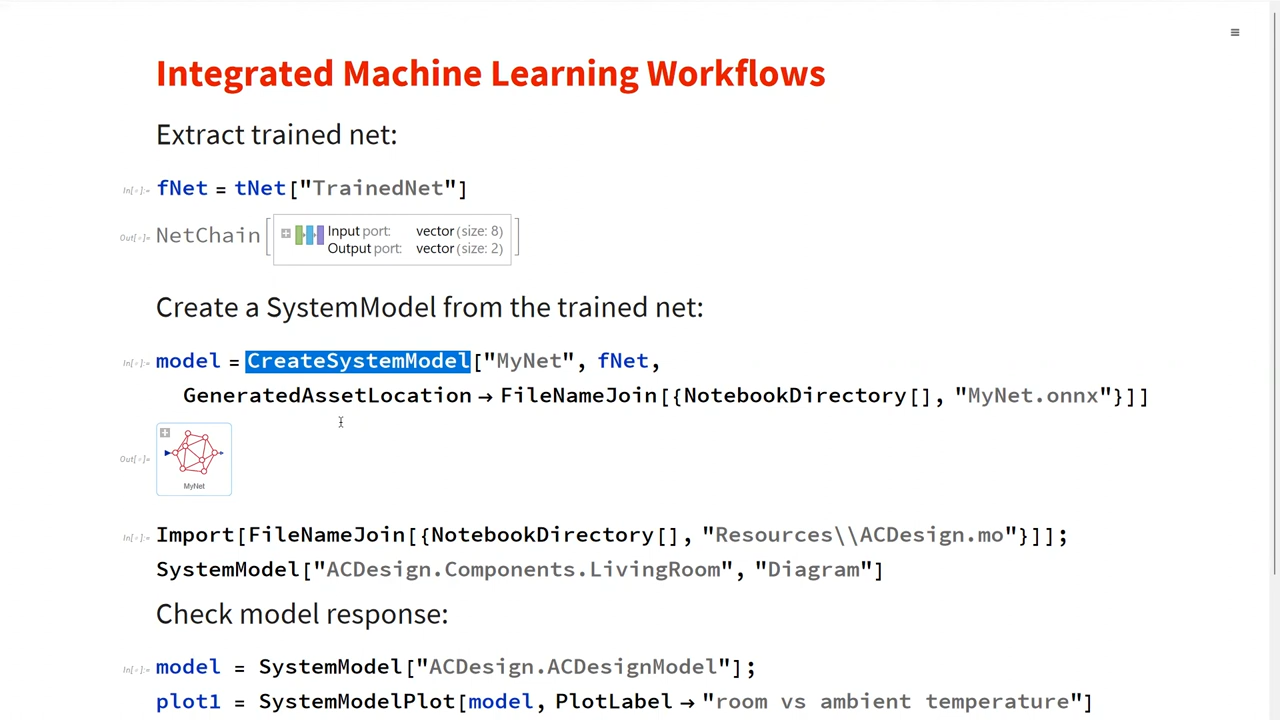 Integrated Machine Learning Workflows
Extract trained net:
In[◦]:= fNet = tNet["TrainedNet"]
Out[◦]= NetChain[ Input port: vector (size: 8)
Output port: vector (size: 2) ]
Create a SystemModel from the trained net:
In[◦]:= model = CreateSystemModel["MyNet", fNet,
GeneratedAssetLocation → FileNameJoin[{NotebookDirectory[], "MyNet.onnx"}]]
Out[◦]=
MyNet
In[◦]:= Import[FileNameJoin[{NotebookDirectory[], "Resources\\ACDesign.mo"}]];
SystemModel["ACDesign.Components.LivingRoom", "Diagram"]
Check model response:
In[◦]:= model = SystemModel["ACDesign.ACDesignModel"];
plot1 = SystemModelPlot[model, PlotLabel → "room vs ambient temperature"]